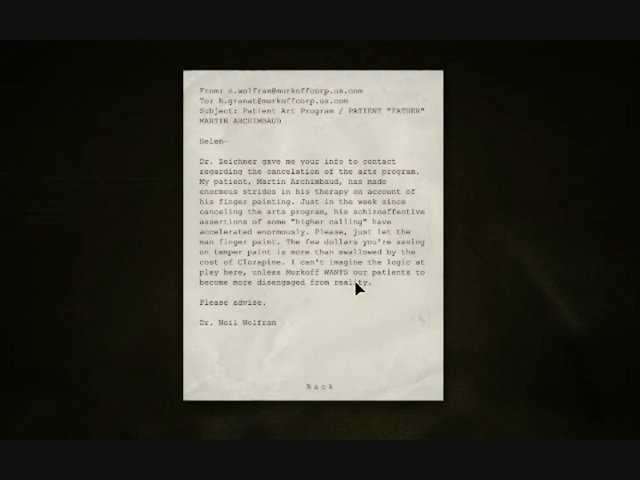 From: n.wolfram@murkoffcorp.us.com
To: h.granat@murkoffcorp.us.com
Subject: Patient Art Program / PATIENT "FATHER"
MARTIN ARCHIMBAUD
Helen-
Dr. Zeichner gave me your info to contact
regarding the cancelation of the arts program.
My patient, Martin Archimbaud, has made
enormous strides in his therapy on account of
his finger painting. Just in the week since
canceling the arts program, his schizoaffective
assertions of some "higher calling" have
accelerated enormously. Please, just let the
man finger paint. The few dollars you're saving
on temper paint is more than swallowed by the
cost of Clozapine. I can't imagine the logic at
play here, unless Murkoff WANTS our patients to
become more disengaged from reality.
Please advise.
Dr. Neil Wolfram
Back